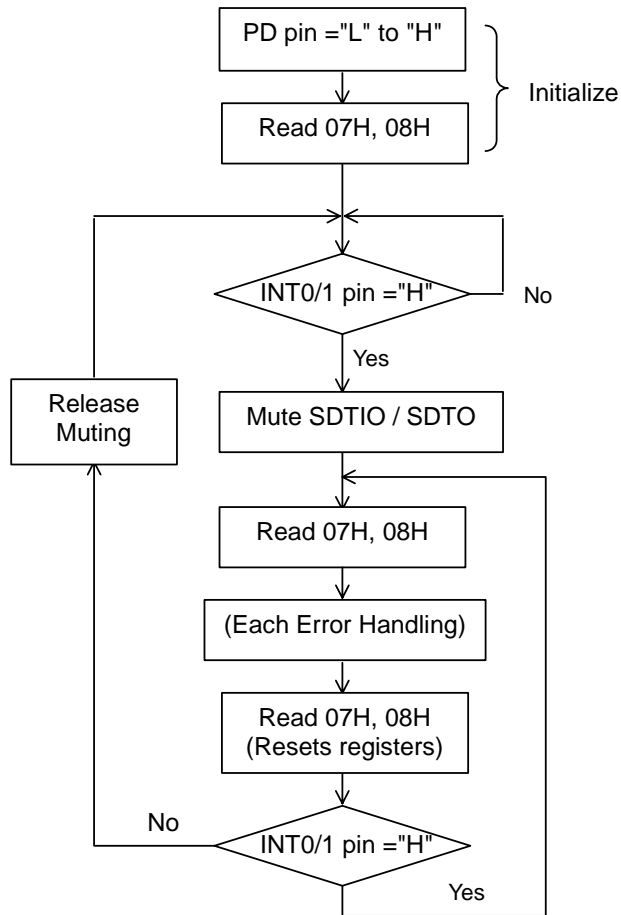 PD pin ="L" to "H"
Initialize
Read 07H, 08H
INT0/1 pin ="H"
No
Yes
Release
Muting
Mute SDTIO / SDTO
Read 07H, 08H
(Each Error Handling)
Read 07H, 08H
(Resets registers)
No
INT0/1 pin ="H"
Yes